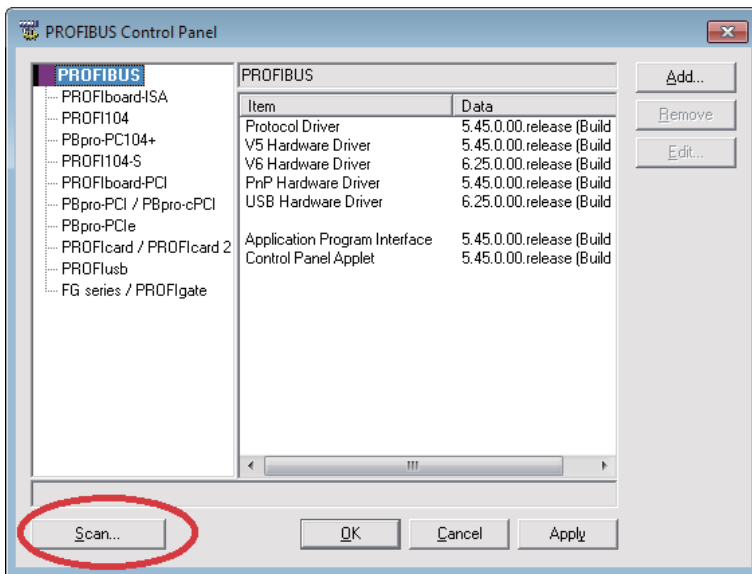 PROFIBUS Control Panel
PROFIBUS
PROFIboard-ISA
PROFI104
PBpro-PC104+
PROFI104-S
PROFIboard-PCI
PBpro-PCI / PBpro-cPCI
PBpro-PCIe
PROFIcard / PROFIcard 2
PROFIusb
FG series / PROFIgate
PROFIBUS
Item Data
Protocol Driver 5.45.0.00.release (Build
V5 Hardware Driver 5.45.0.00.release (Build
V6 Hardware Driver 6.25.0.00.release (Build
PnP Hardware Driver 5.45.0.00.release (Build
USB Hardware Driver 6.25.0.00.release (Build
Application Program Interface 5.45.0.00.release (Build
Control Panel Applet 5.45.0.00.release (Build
Add...
Remove
Edit...
Scan... OK Cancel Apply